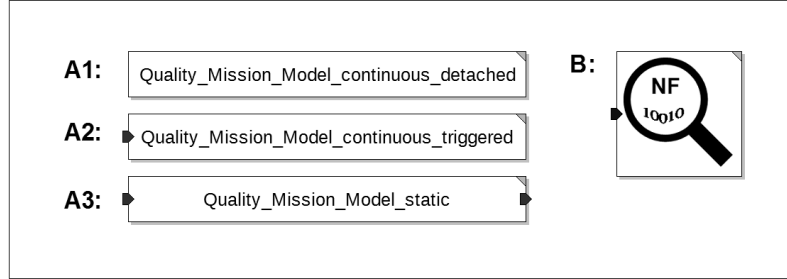 A1: Quality_Mission_Model_continuous_detached
A2: Quality_Mission_Model_continuous_triggered
A3: Quality_Mission_Model_static
B:
NF
10010